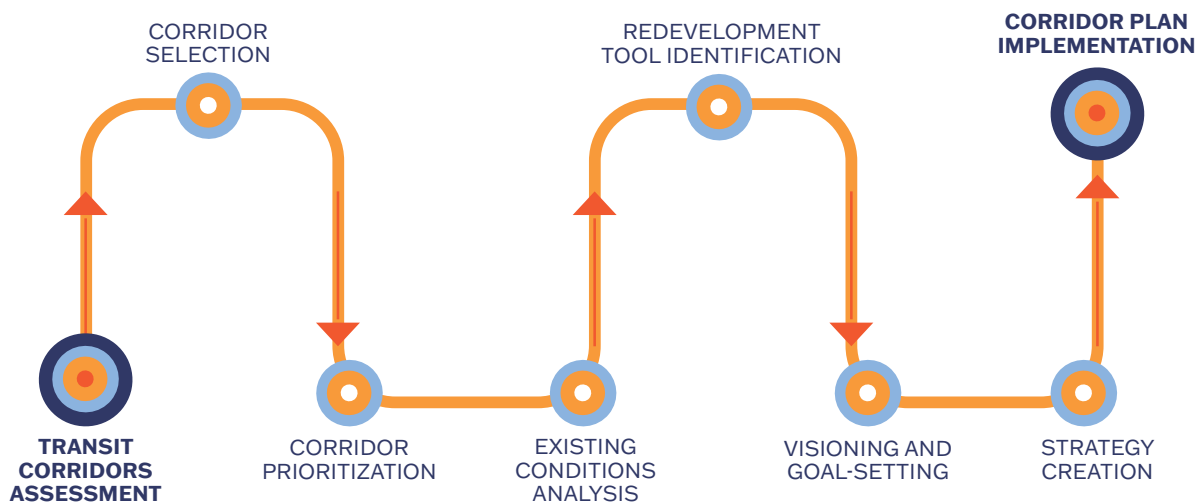 TRANSIT
CORRIDORS
ASSESSMENT
CORRIDOR
SELECTION
CORRIDOR
PRIORITIZATION
EXISTING
CONDITIONS
ANALYSIS
REDEVELOPMENT
TOOL IDENTIFICATION
VISIONING AND
GOAL-SETTING
STRATEGY
CREATION
CORRIDOR PLAN
IMPLEMENTATION